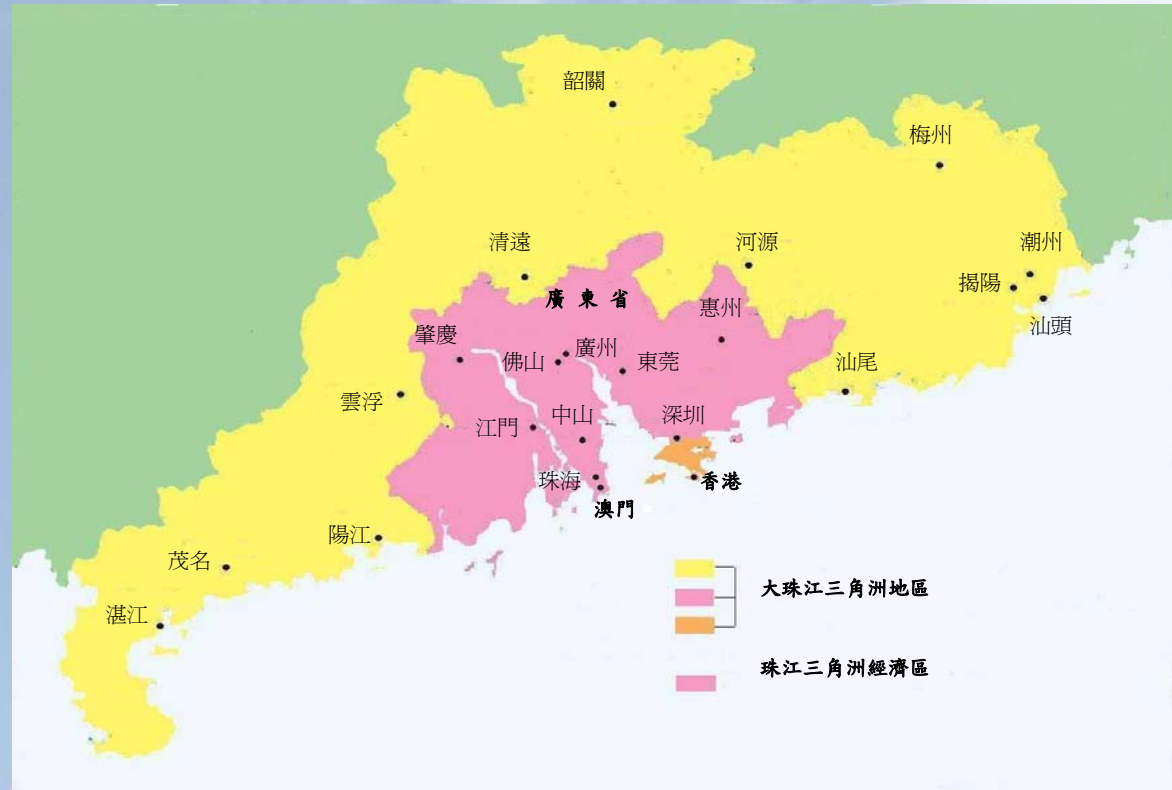 韶關
梅州
清遠
河源
潮州
揭陽
汕頭
廣東省
惠州
肇慶
佛山
廣州
東莞
汕尾
雲浮
江門
中山
深圳
珠海
香港
澳門
陽江
茂名
湛江
大珠江三角洲地區
珠江三角洲經濟區